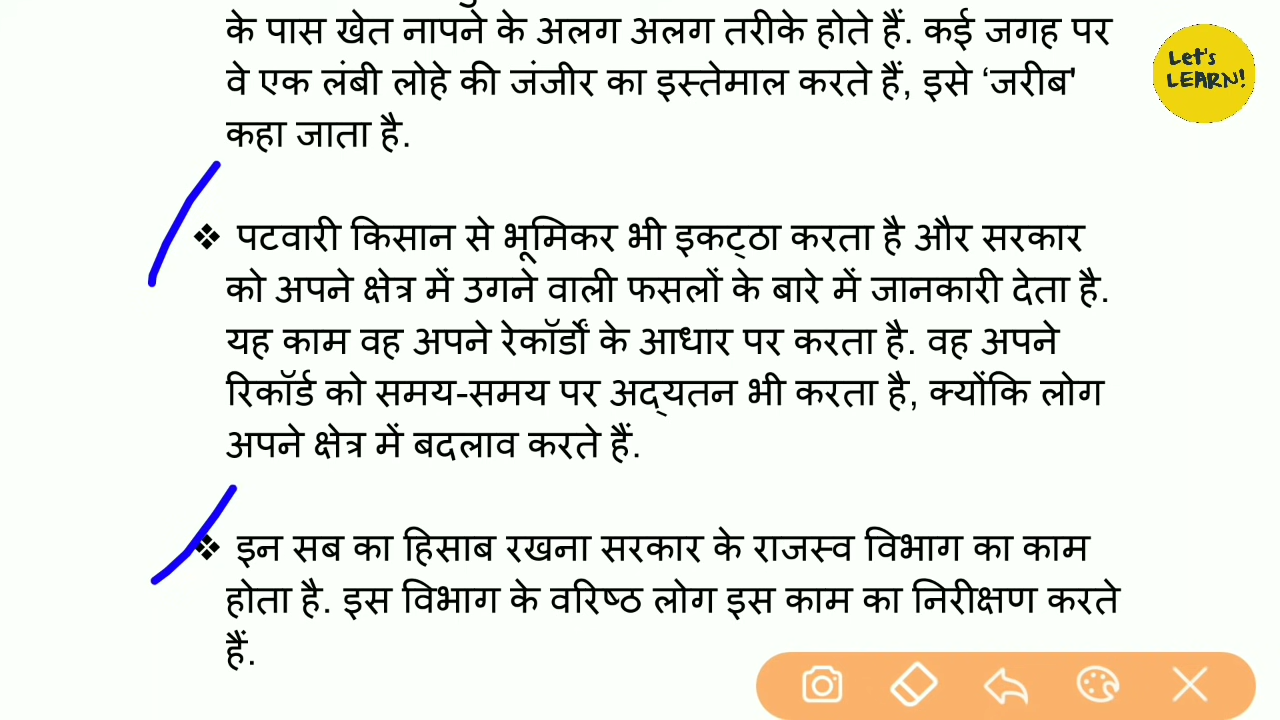 के पास खेत नापने के अलग अलग तरीके होते हैं. कई जगह पर
वे एक लंबी लोहे की जंजीर का इस्तेमाल करते हैं, इसे ‘जरीब'
कहा जाता है.
❖ पटवारी किसान से भूमिकर भी इकट्ठा करता है और सरकार
को अपने क्षेत्र में उगने वाली फसलों के बारे में जानकारी देता है.
यह काम वह अपने रेकॉर्डों के आधार पर करता है. वह अपने
रिकॉर्ड को समय-समय पर अद्यतन भी करता है, क्योंकि लोग
अपने क्षेत्र में बदलाव करते हैं.
❖ इन सब का हिसाब रखना सरकार के राजस्व विभाग का काम
होता है. इस विभाग के वरिष्ठ लोग इस काम का निरीक्षण करते
हैं.
Let's
LEARN!